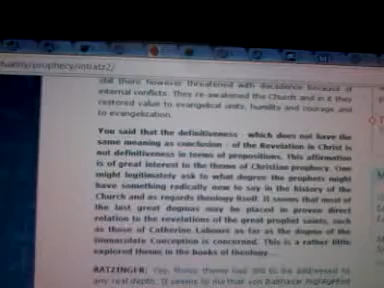 prophecy/intratz2/
still there however threatened with decadence because of
internal conflicts. They re-awakened the Church and in it they
restored value to evangelical units, humility and courage and
to evangelization.
You said that the definitiveness - which does not have the
same meaning as conclusion - of the Revelation in Christ is
not definitiveness in terms of propositions. This affirmation
is of great interest to the theme of Christian prophecy. One
might legitimately ask to what degree the prophets might
have something radically new to say in the history of the
Church and as regards theology itself. It seems that most of
the last great dogmas may be placed in proven direct
relation to the revelations of the great prophet saints, such
as those of Catherine Laboure as far as the dogma of the
Immaculate Conception is concerned. This is a rather little
explored theme in the books of theology.
RATZINGER: Yes, this theme had still to be addressed to
any real depth. It seems to me that von Balthasar highlighted